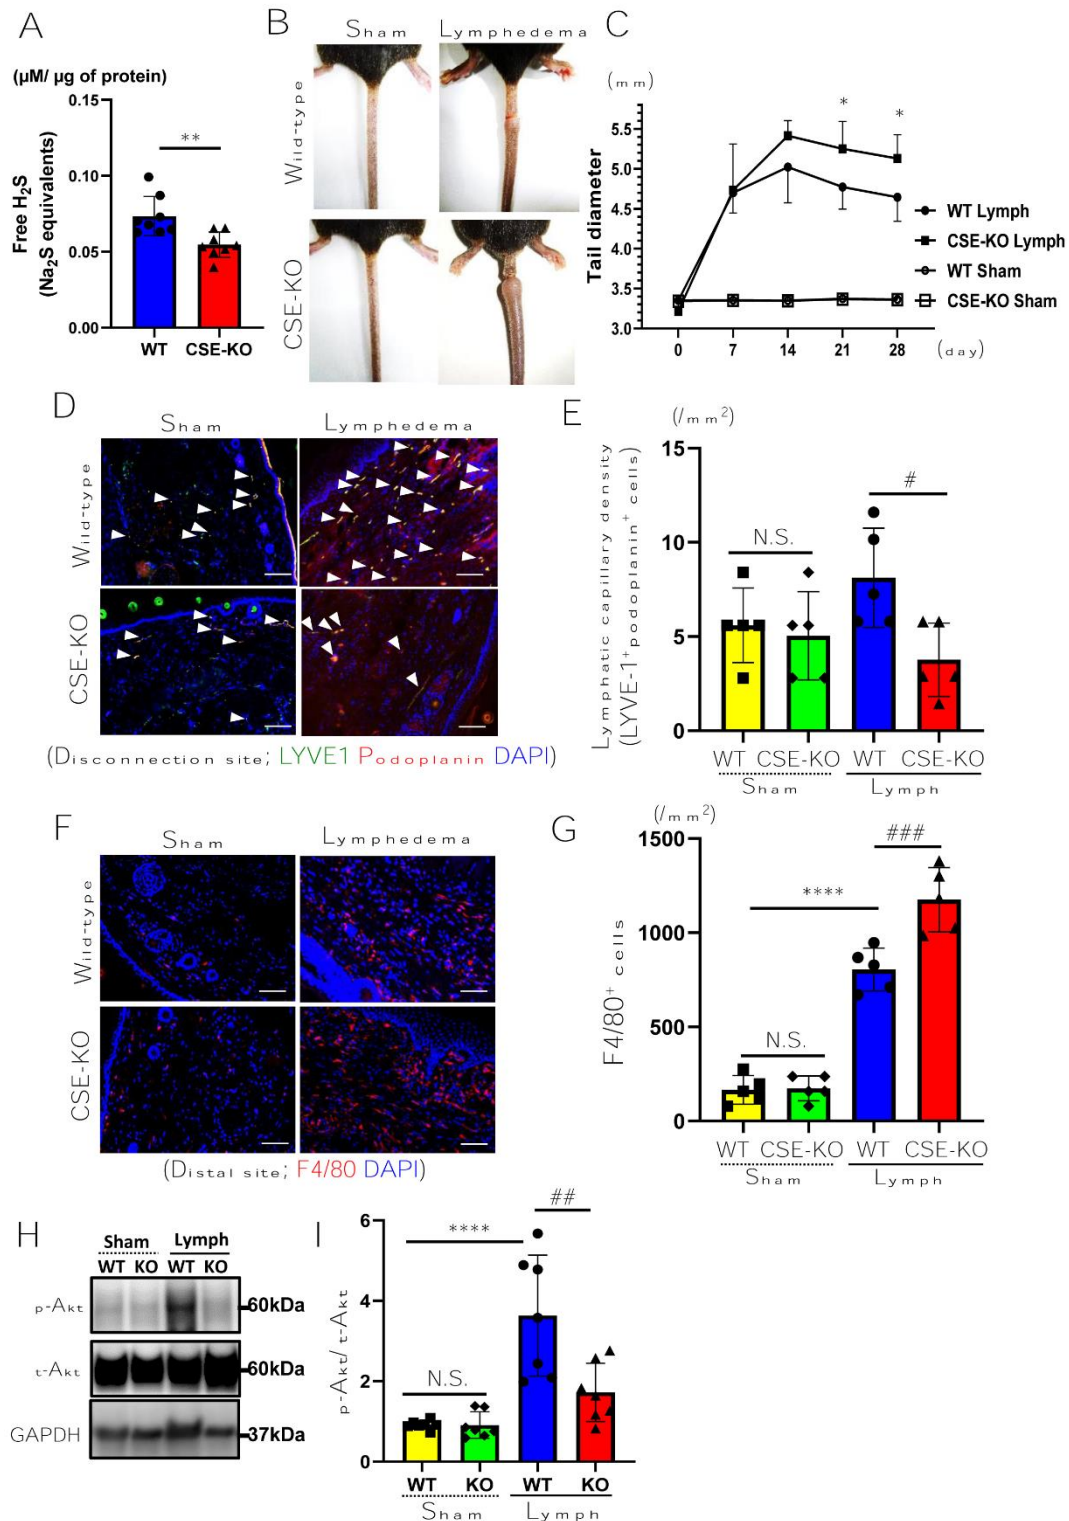 A
(µM/ µg of protein)
Free H2S
(Na2S equivalents)
0.15
0.10
0.05
0.00
**
WT
CSE-KO
B
Sham
Lymphedema
Wild-type
CSE-KO
C
(mm)
Tail diameter
5.5
5.0
4.5
4.0
3.5
3.0
*
*
0
7
14
21
28
(day)
WT Lymph
CSE-KO Lymph
WT Sham
CSE-KO Sham
D
Sham
Lymphedema
Wild-type
CSE-KO
(Disconnection site; LYVE1 Podoplanin DAPI)
E
(/mm2)
Lymphatic capillary density
(LYVE-1+podoplanin+ cells)
15
10
5
0
N.S.
#
WT
CSE-KO
WT
CSE-KO
Sham
Lymph
F
Sham
Lymphedema
Wild-type
CSE-KO
(Distal site; F4/80 DAPI)
G
(/mm2)
F4/80+ cells
1500
1000
500
0
N.S.
****
###
WT
CSE-KO
WT
CSE-KO
Sham
Lymph
H
Sham
Lymph
WT
KO
WT
KO
p-Akt
60kDa
t-Akt
60kDa
GAPDH
37kDa
I
p-Akt/ t-Akt
6
4
2
0
N.S.
****
##
WT
KO
WT
KO
Sham
Lymph